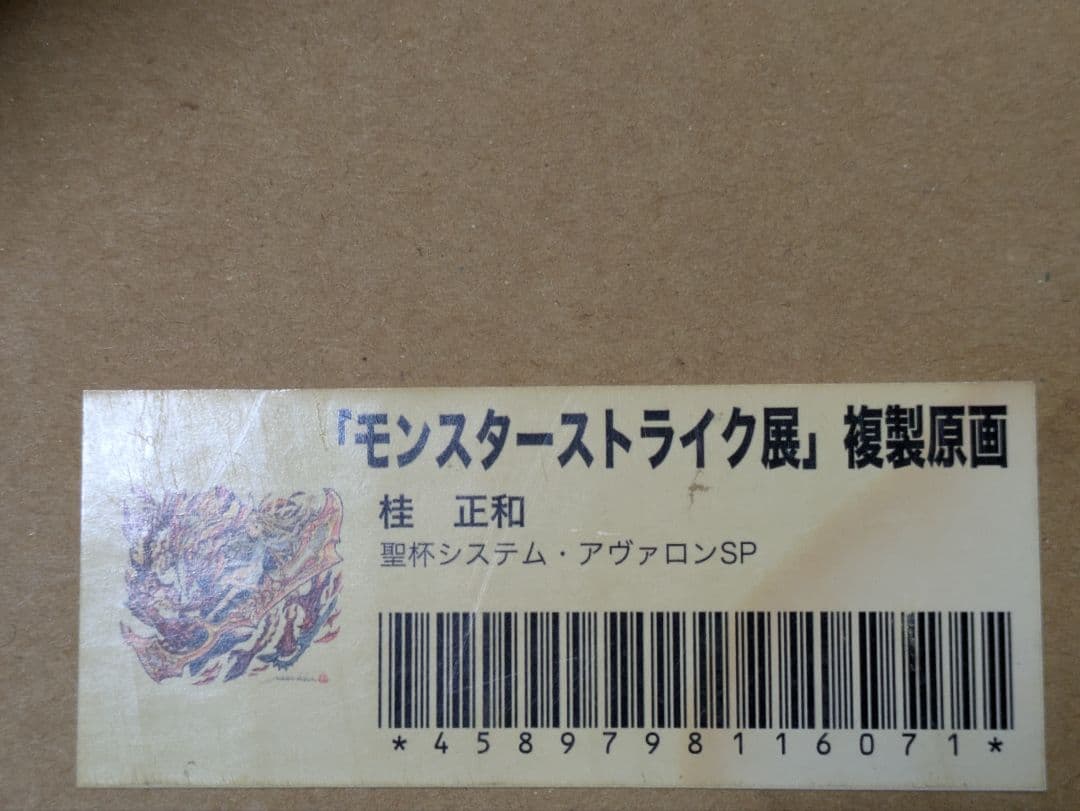 「モンスターストライク展」複製原画
桂　正和
聖杯システム・アヴァロンSP
*4589798116071*